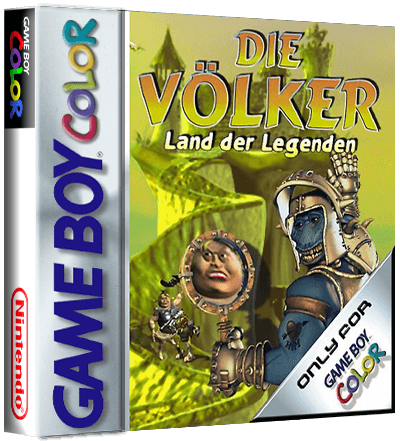 GAME BOY
COLOR
Nintendo
GAME BOY COLOR
DIE
VÖLKER
Land der Legenden
ONLY FOR
GAME BOY
COLOR